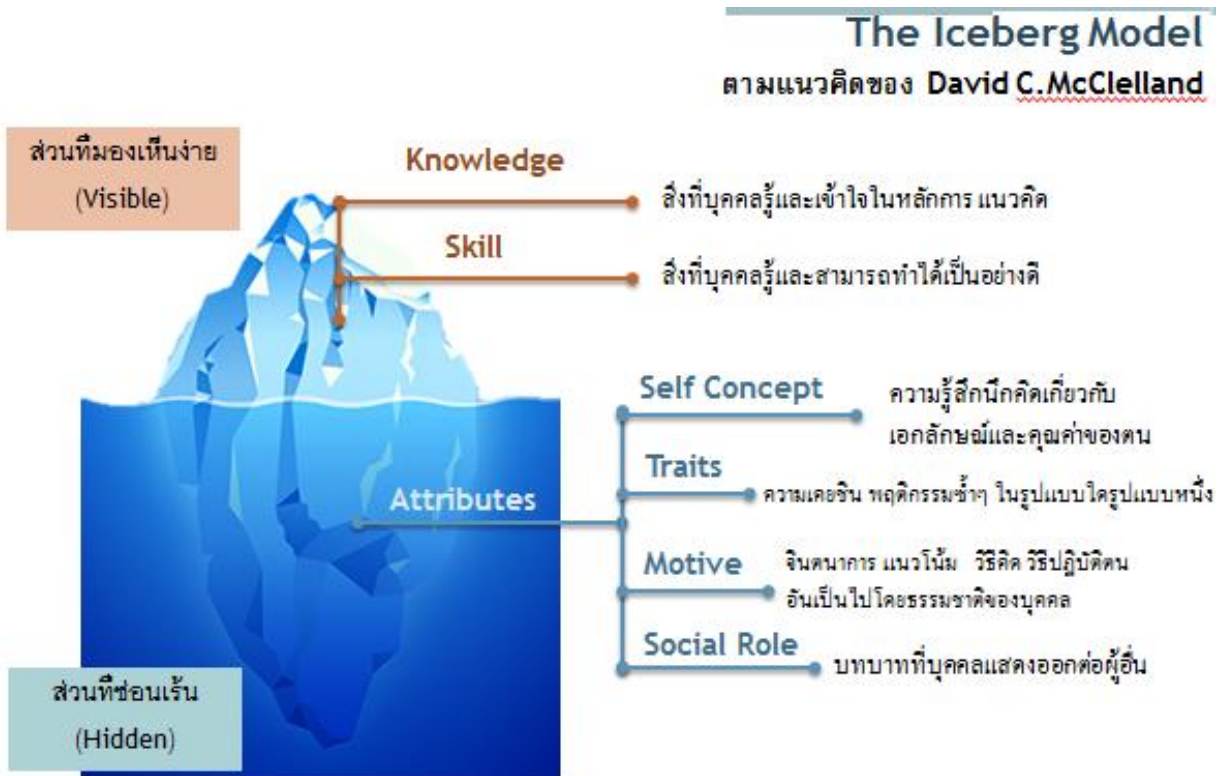 The Iceberg Model
ตามแนวคิดของ David C.McClelland
ส่วนที่มองเห็นง่าย
(Visible)
Knowledge
สิ่งที่บุคคลรู้และเข้าใจในหลักการ แนวคิด
Skill
สิ่งที่บุคคลรู้และสามารถทำได้เป็นอย่างดี
Self Concept
ความรู้สึกนึกคิดเกี่ยวกับ
เอกลักษณ์และคุณค่าของตน
Traits
ความเคยชิน พฤติกรรมซ้ำๆ ในรูปแบบใดรูปแบบหนึ่ง
Attributes
Motive
จินตนาการ แนวโน้ม วิธีคิด วิธีปฏิบัติตน
อันเป็นไปโดยธรรมชาติของบุคคล
Social Role
บทบาทที่บุคคลแสดงออกต่อผู้อื่น
ส่วนที่ซ่อนเร้น
(Hidden)